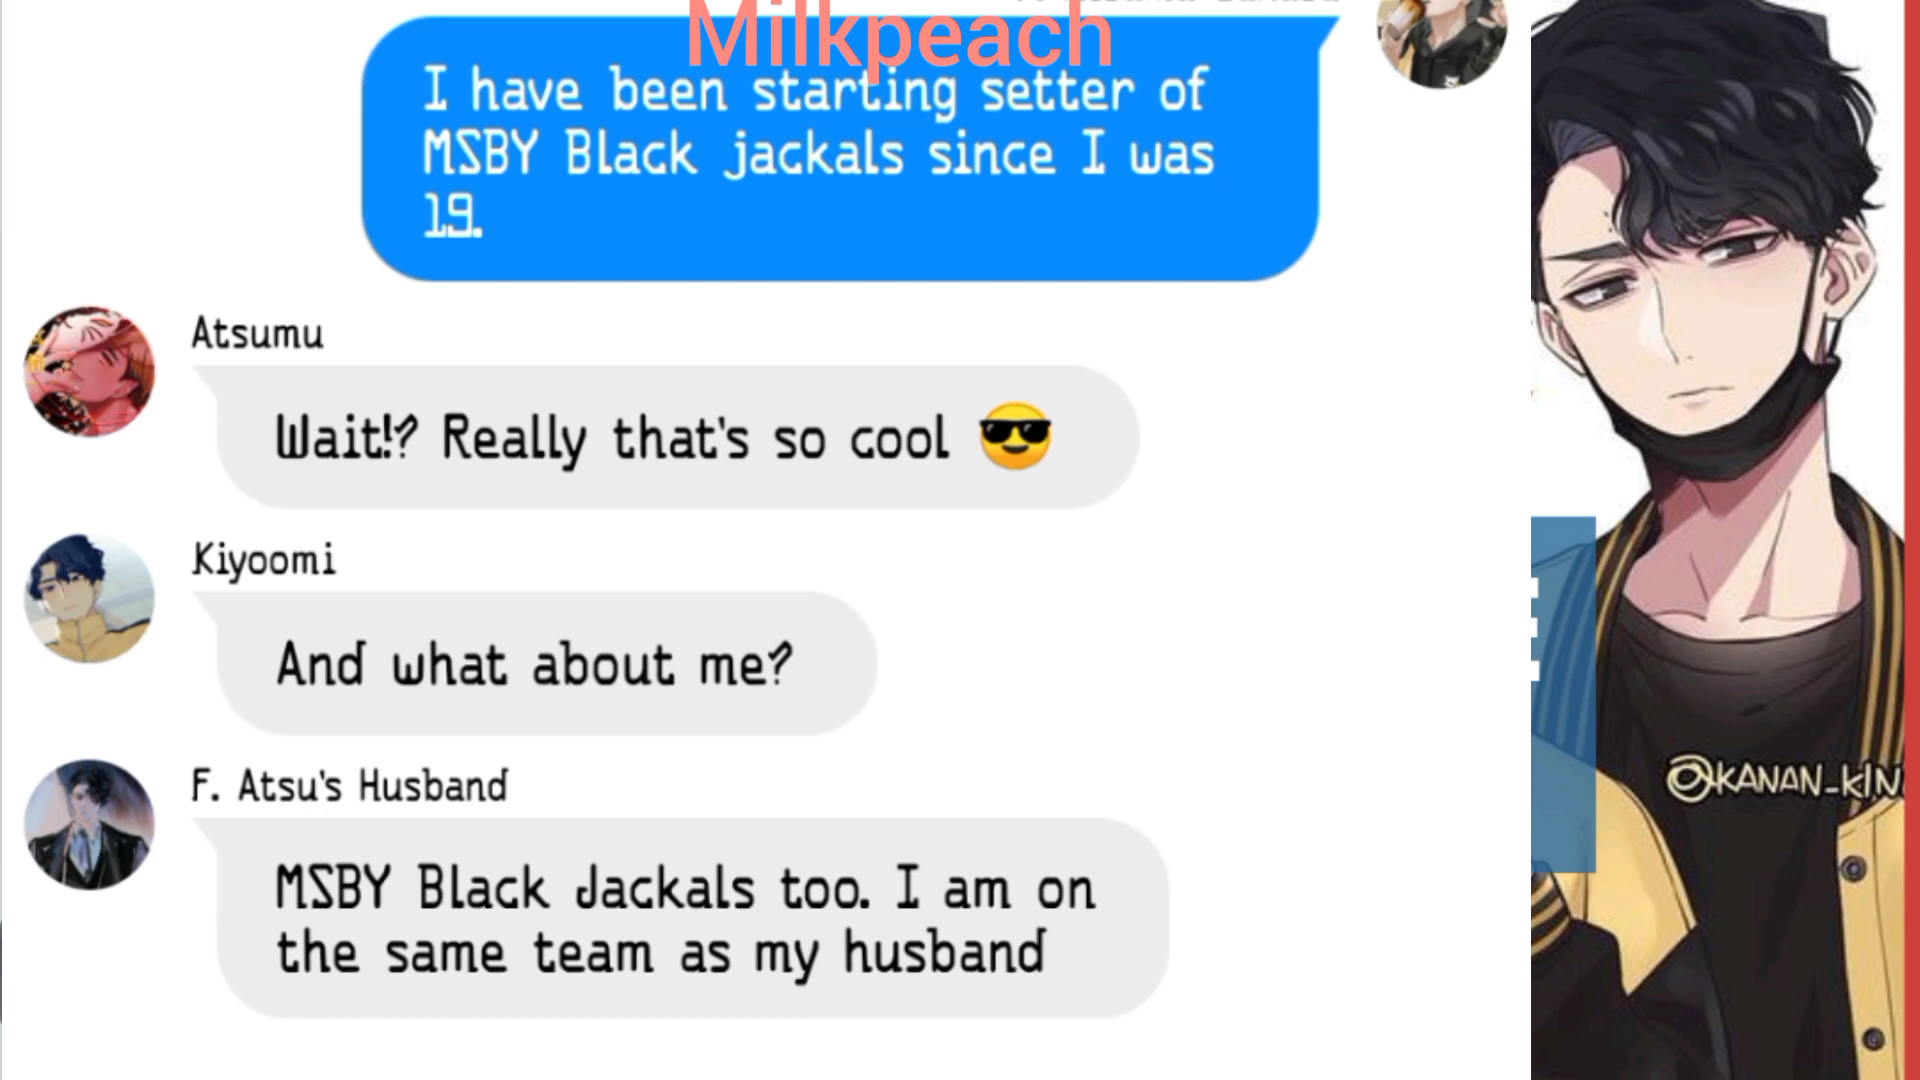 Milkpeach
I have been starting setter of
MSBY Black jackals since I was
19.
Atsumu
Wait!? Really that's so cool 😎
Kiyoomi
And what about me?
F. Atsu's Husband
MSBY Black Jackals too. I am on
the same team as my husband
@KANAN_KIN